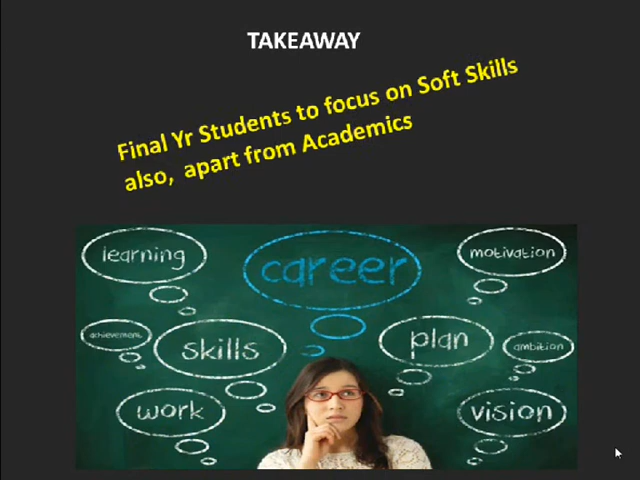 TAKEAWAY
Final Yr Students to focus on Soft Skills
also, apart from Academics
learning
career
motivation
achievement
skills
plan
ambition
work
vision